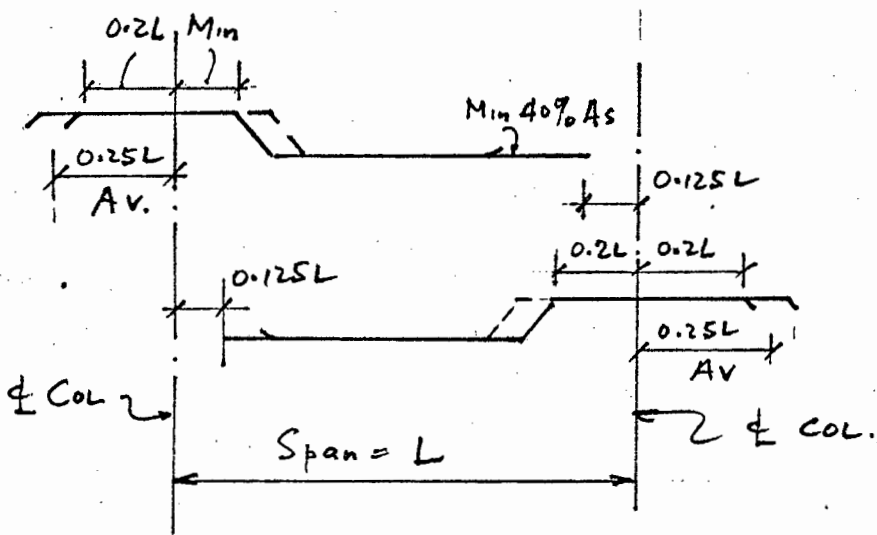 0.2L Min
Min 40% As
0.25L
Av.
0.125L
0.2L 0.2L
0.125L
0.25L
Av
℄ COL
℄ COL.
Span = L